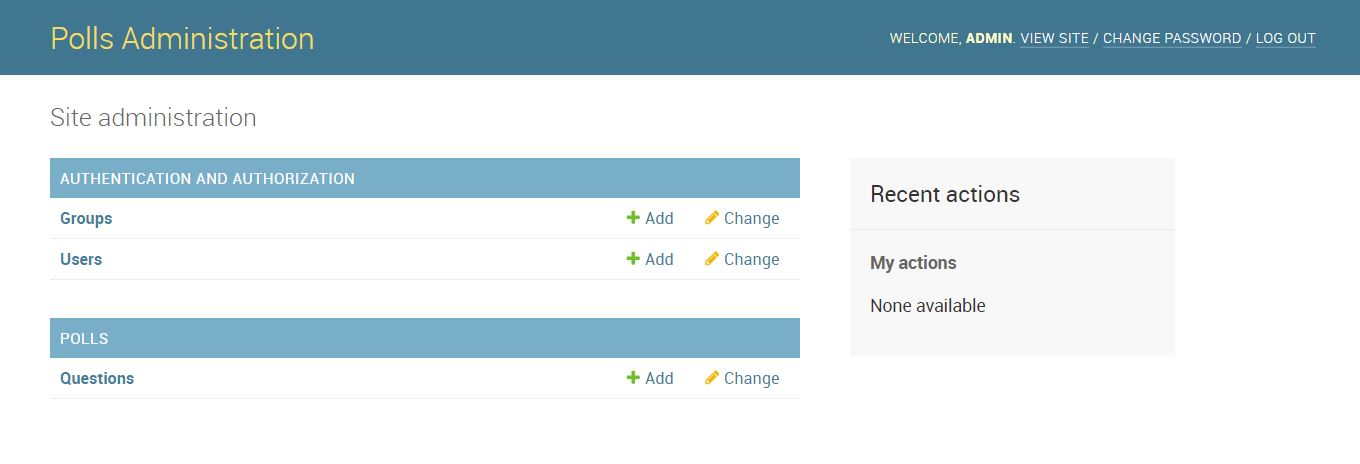 Polls Administration
WELCOME, ADMIN. VIEW SITE / CHANGE PASSWORD / LOG OUT
Site administration
AUTHENTICATION AND AUTHORIZATION
Groups Add Change
Users Add Change
POLLS
Questions Add Change
Recent actions
My actions
None available